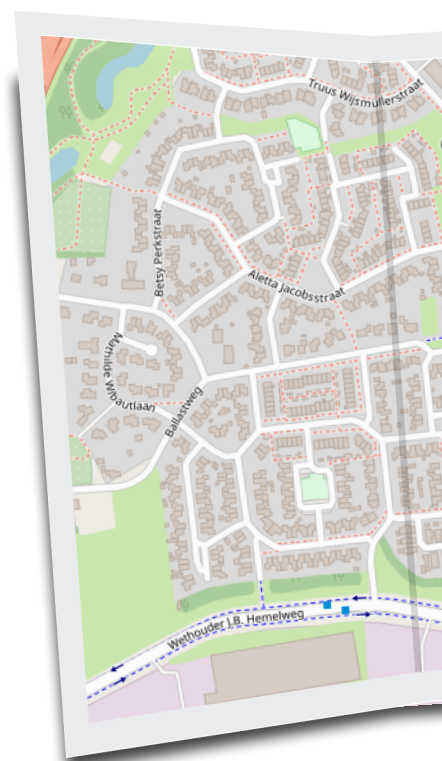 Truus Wijsmullerstraat
Betsy Perkstraat
Aletta Jacobsstraat
Mathilde Wibautlaan
Ballastweg
Wethouder J.B. Hemelweg